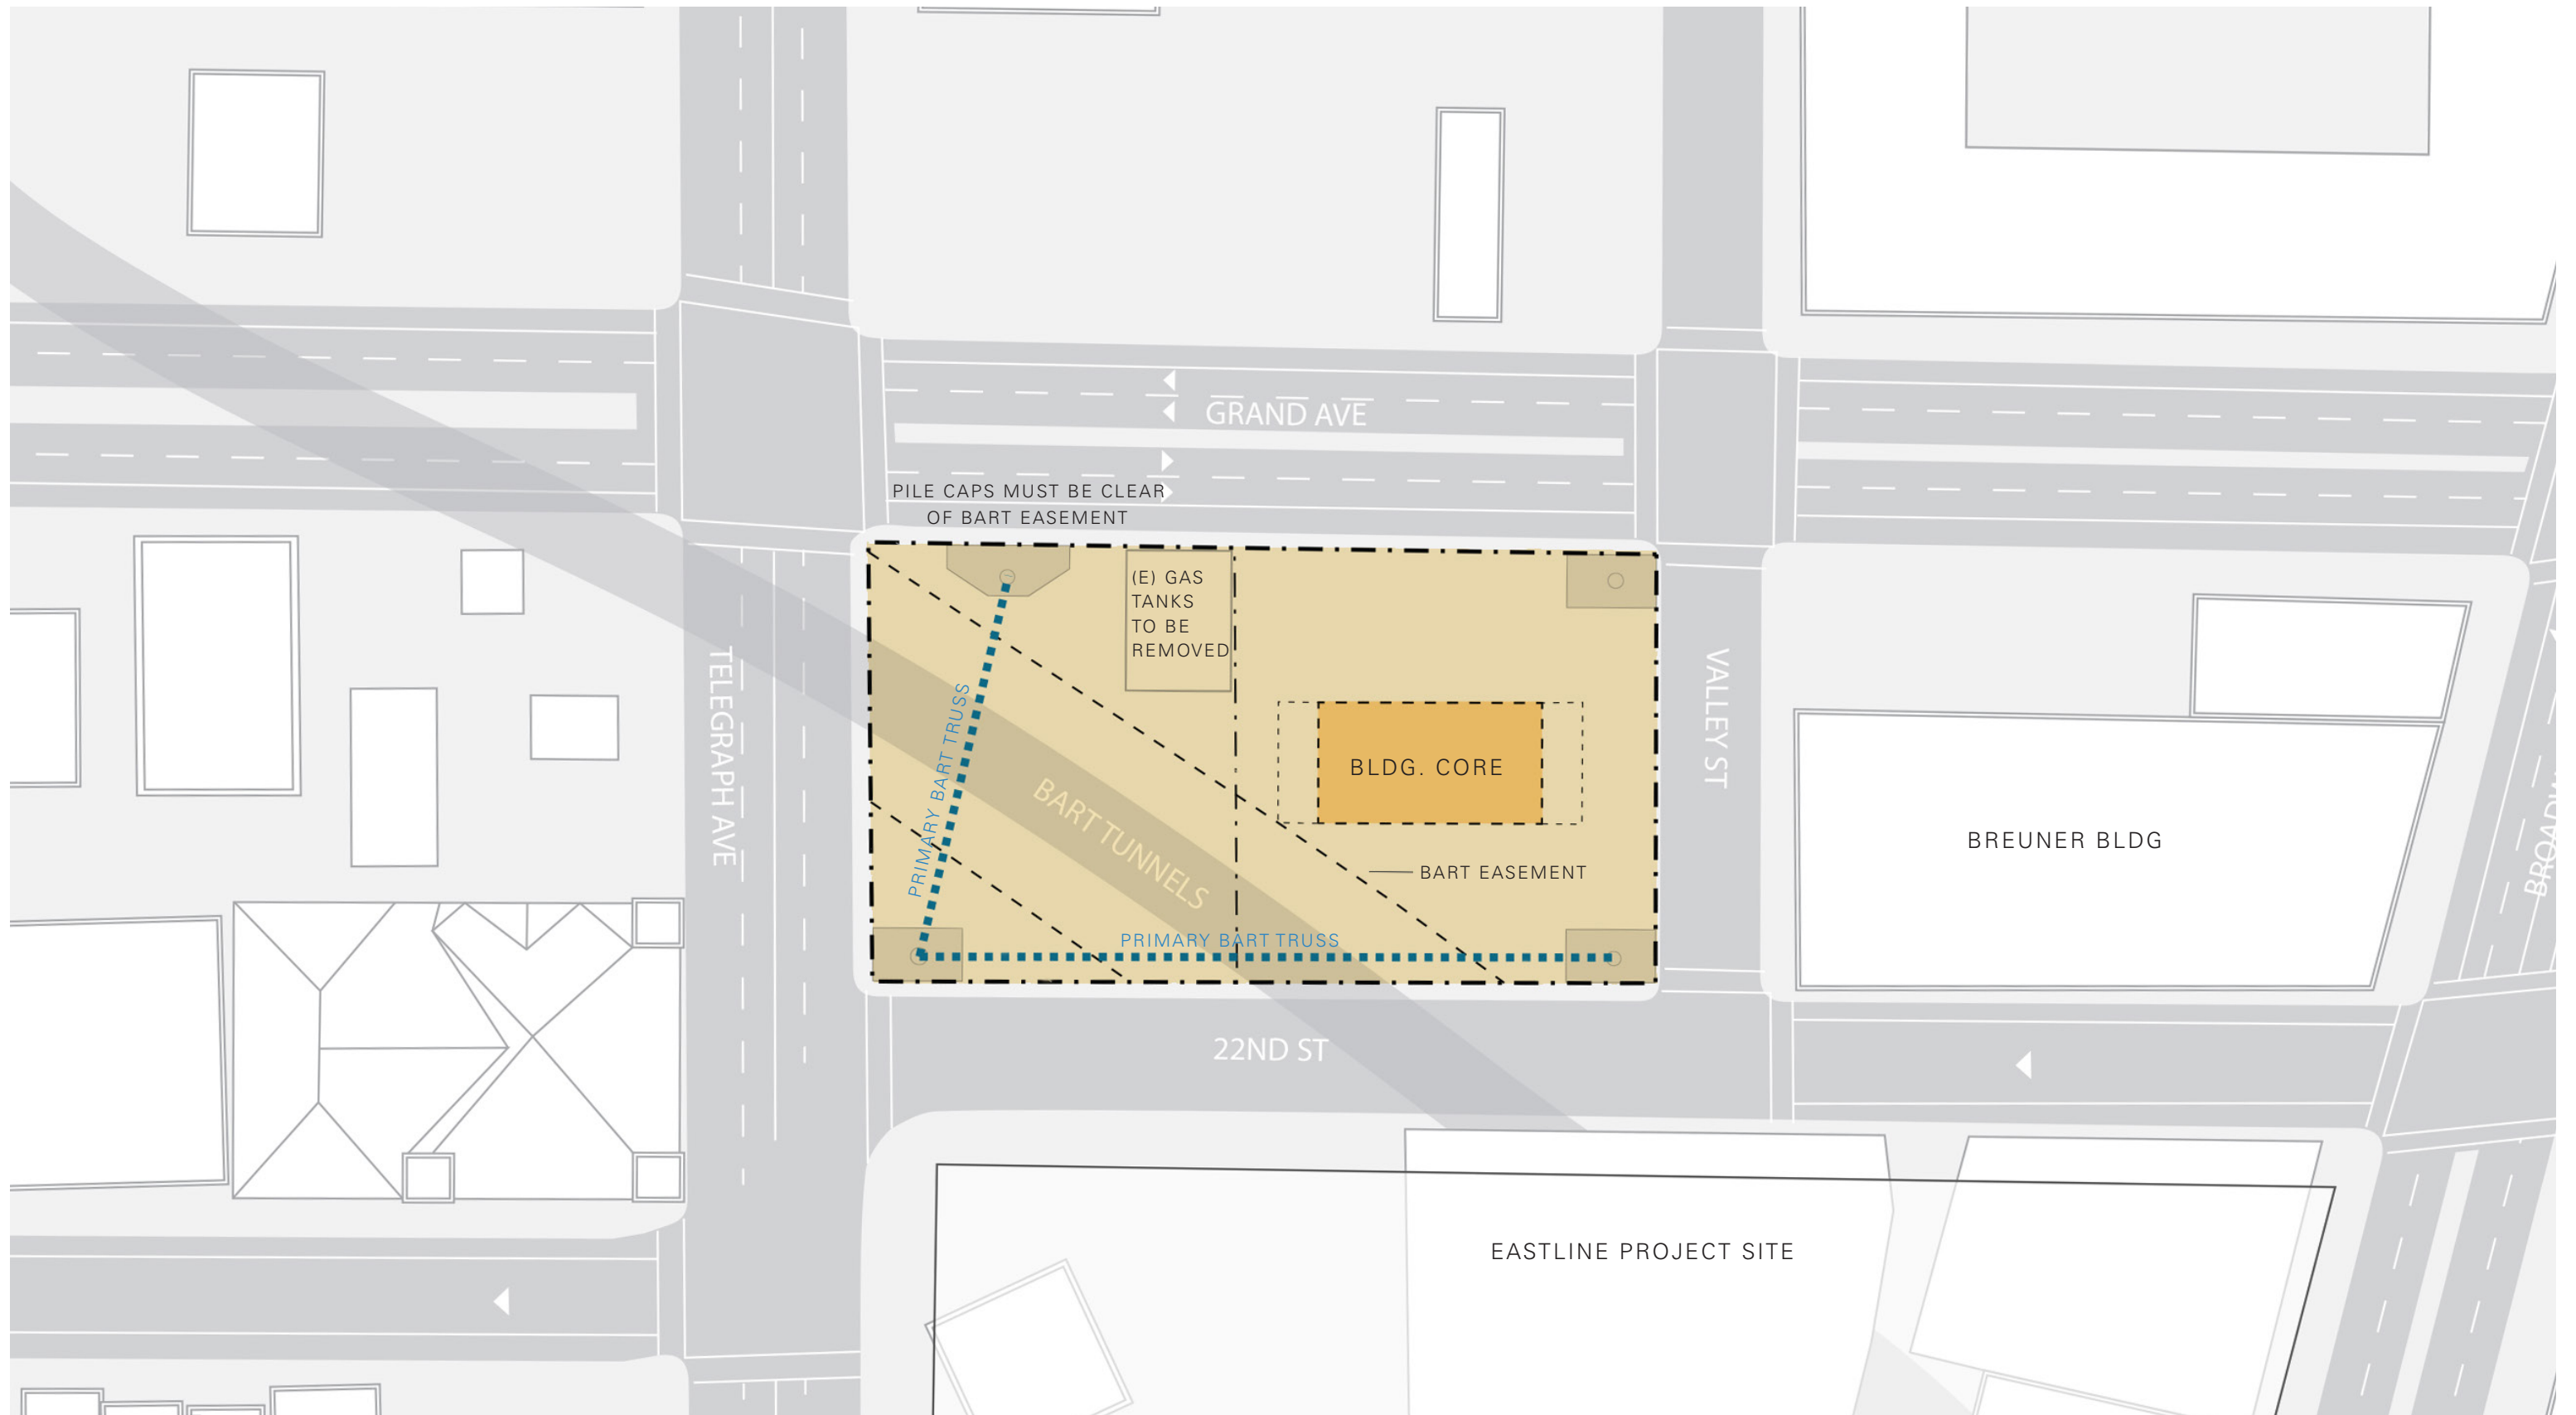 GRAND AVE
PILE CAPS MUST BE CLEAR
OF BART EASEMENT
(E) GAS
TANKS
TO BE
REMOVED
TELEGRAPH AVE
PRIMARY BART TRUSS
BART TUNNELS
BLDG. CORE
VALLEY ST
BREUNER BLDG
BART EASEMENT
PRIMARY BART TRUSS
22ND ST
EASTLINE PROJECT SITE